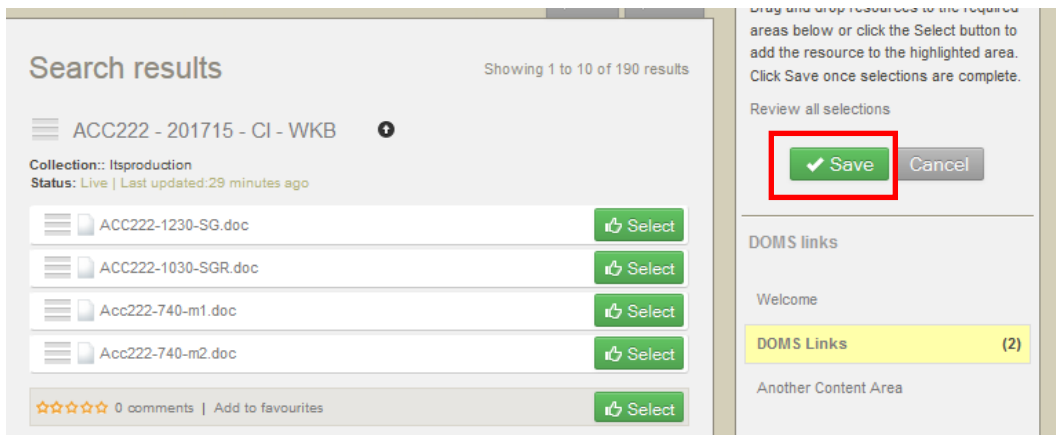 Search results
Showing 1 to 10 of 190 results
ACC222 - 201715 - CI - WKB
Collection:: Itsproduction
Status: Live | Last updated:29 minutes ago
ACC222-1230-SG.doc
Select
ACC222-1030-SGR.doc
Select
Acc222-740-m1.doc
Select
Acc222-740-m2.doc
Select
0 comments | Add to favourites
Select
Drag and drop resources to the required
areas below or click the Select button to
add the resource to the highlighted area.
Click Save once selections are complete.
Review all selections
Save
Cancel
DOMS links
Welcome
DOMS Links (2)
Another Content Area